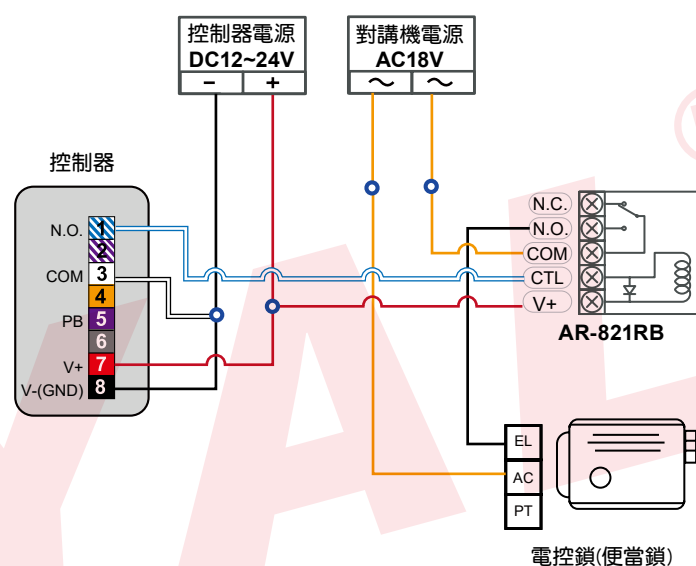 控制器電源
DC12~24V
− +
對講機電源
AC18V
～ ～
控制器
N.O. 1
2
COM 3
4
PB 5
6
V+ 7
V-(GND) 8
N.C.
N.O.
COM
CTL
V+
AR-821RB
EL
AC
PT
電控鎖(便當鎖)